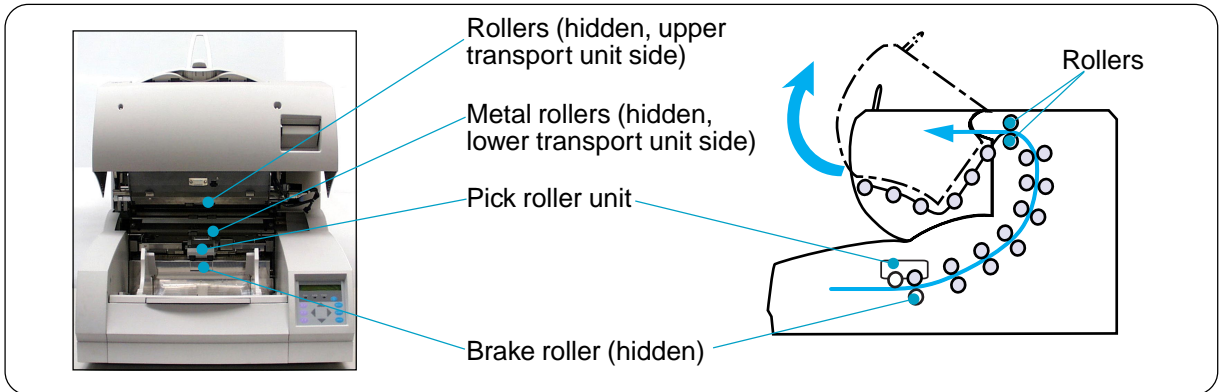 Rollers (hidden, upper
transport unit side)
Metal rollers (hidden,
lower transport unit side)
Pick roller unit
Brake roller (hidden)
Rollers